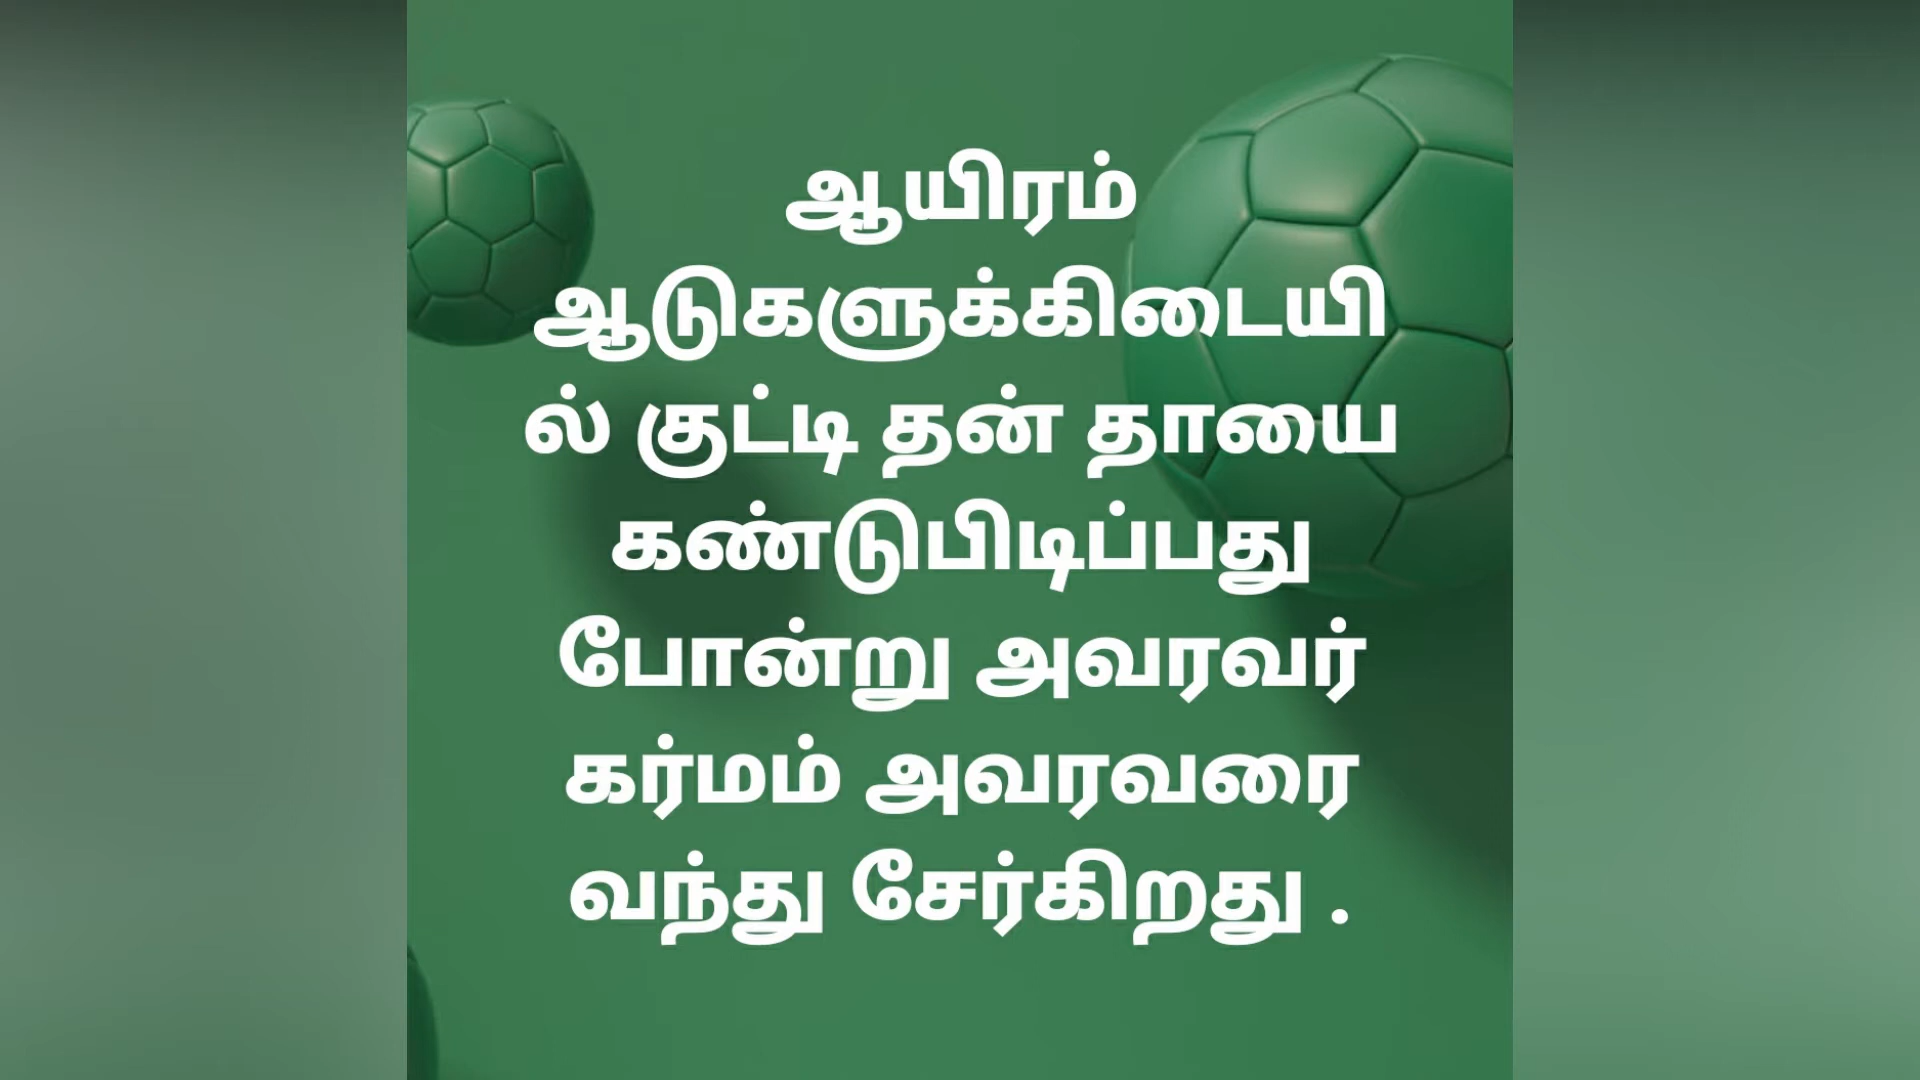 ஆயிரம்
ஆடுகளுக்கிடையி
ல் குட்டி தன் தாயை
கண்டுபிடிப்பது
போன்று அவரவர்
கர்மம் அவரவரை
வந்து சேர்கிறது .